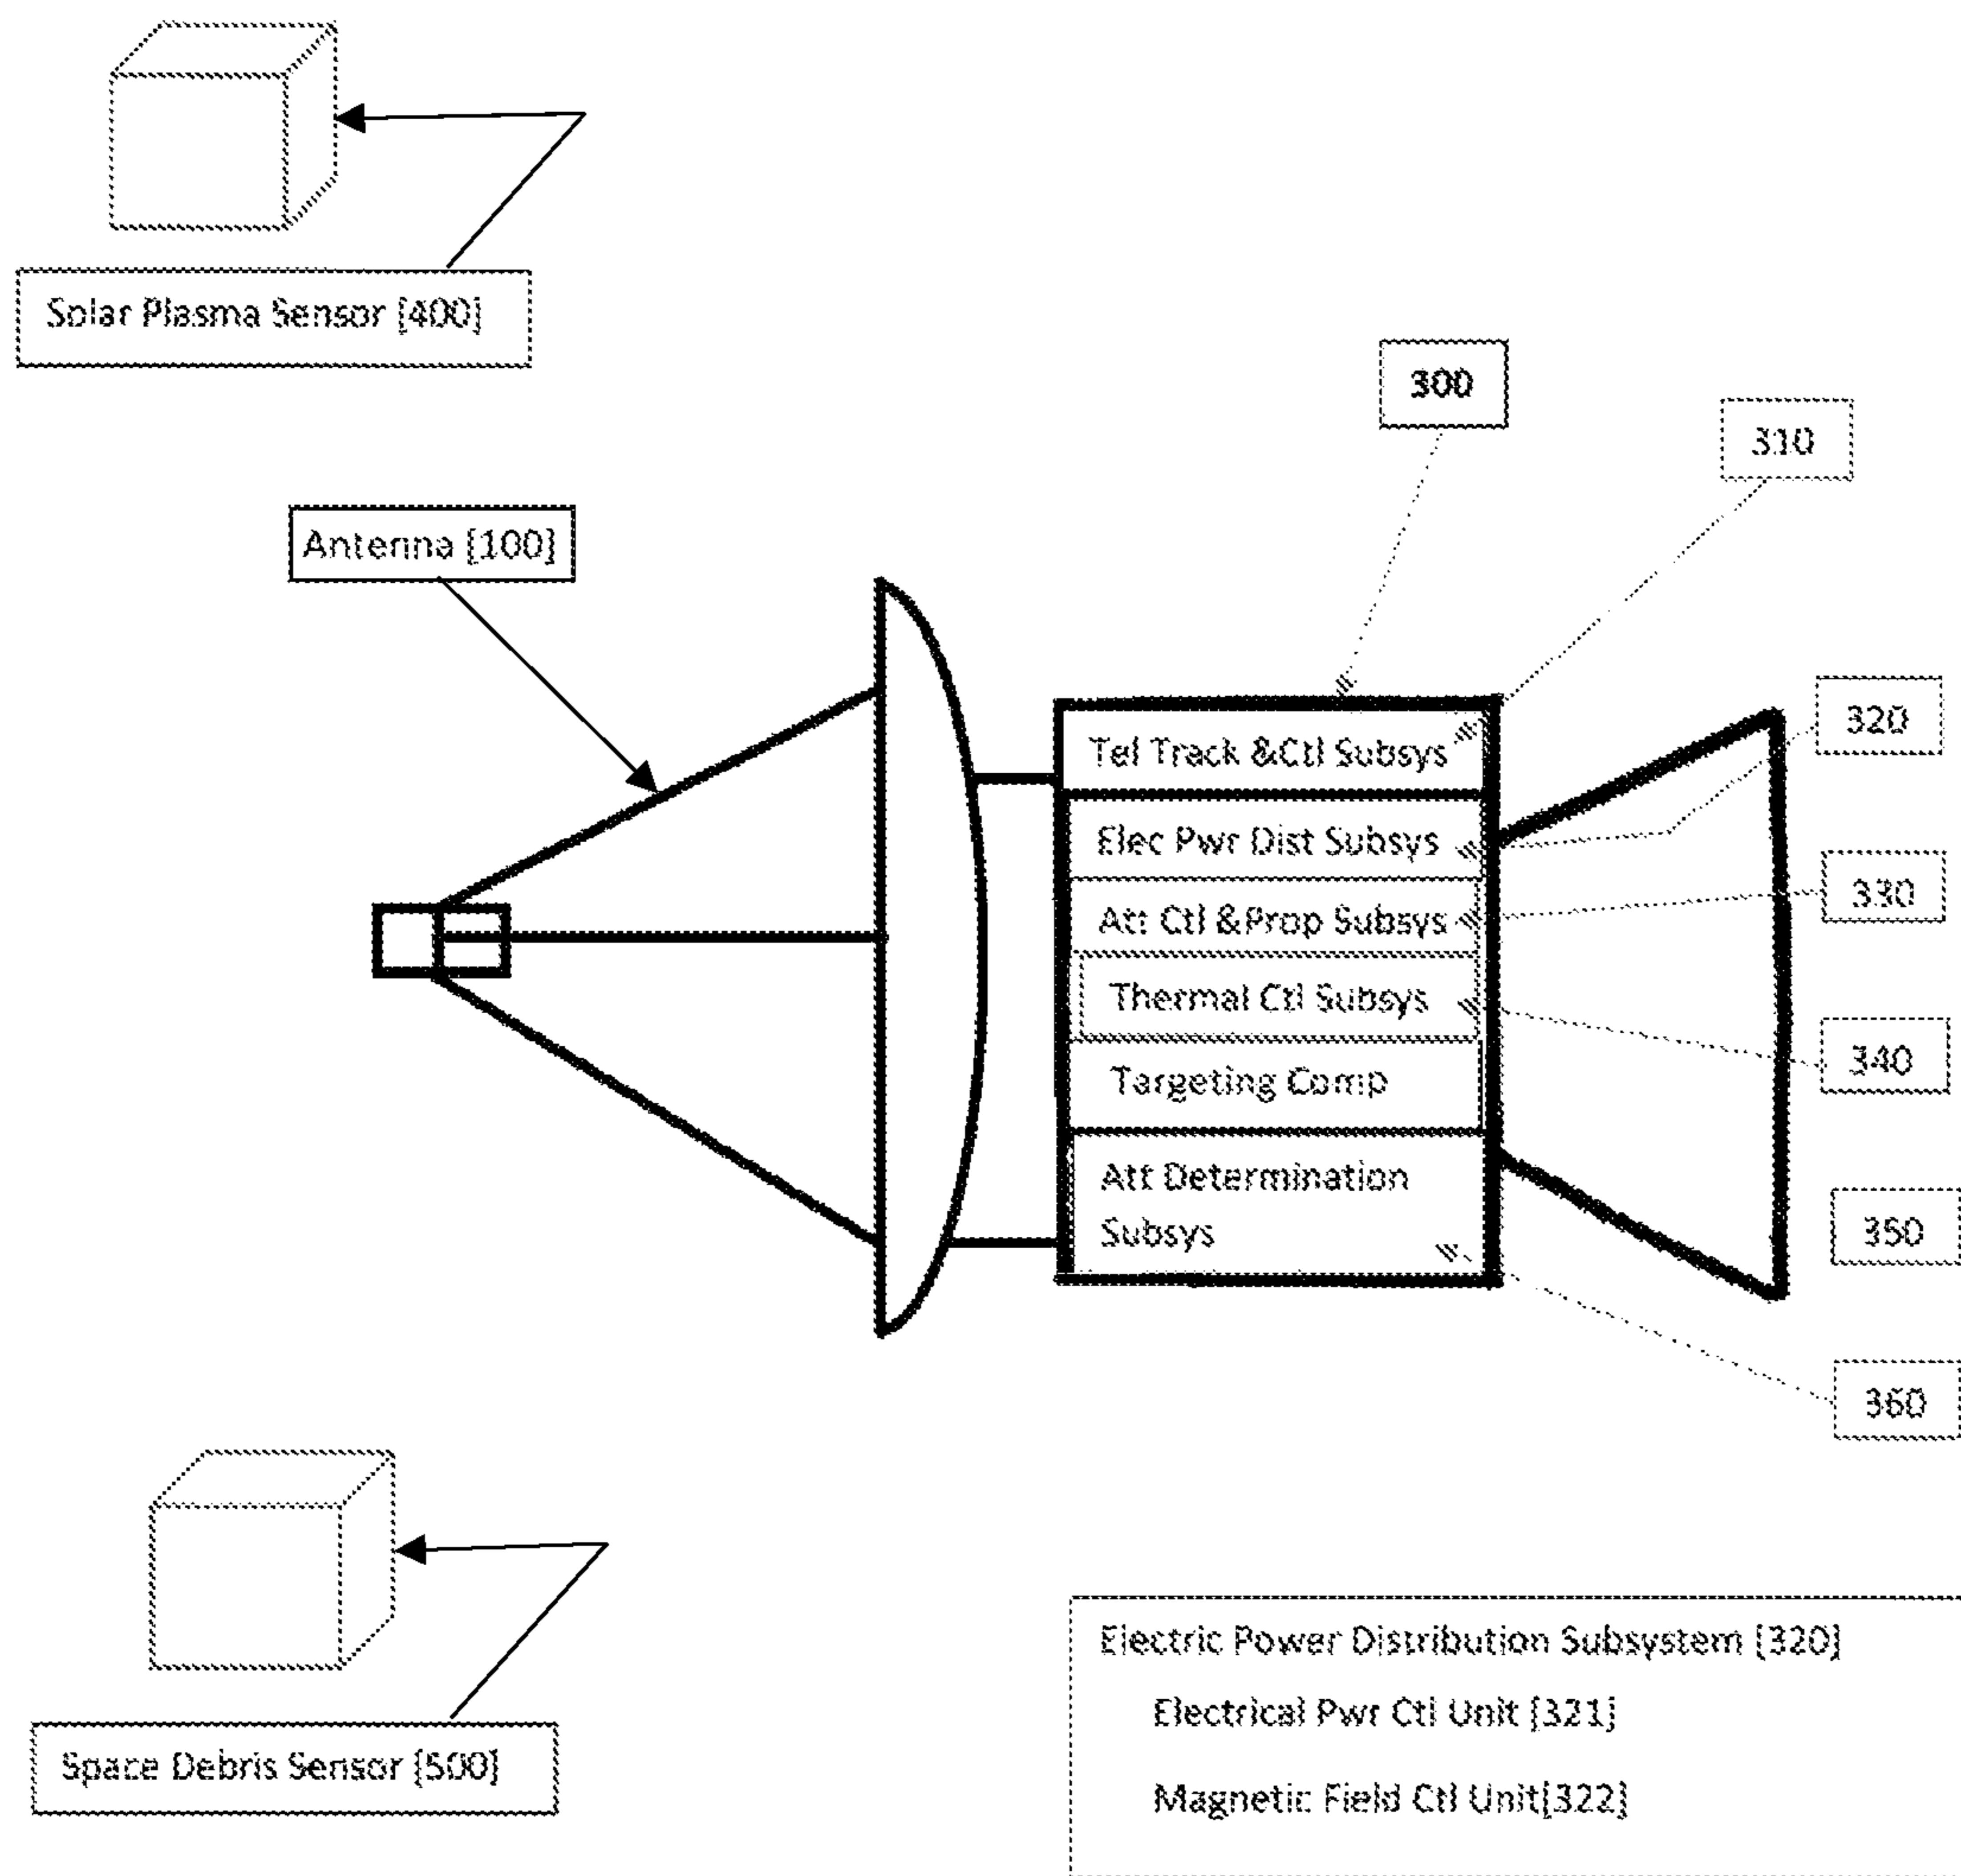 Solar Plasma Sensor [400]
300
310
Antenna [100]
320
Tel Track &Ctl Subsys
Elec Pwr Dist Subsys
330
Att Ctl &Prop Subsys
Thermal Ctl Subsys
340
Targeting Comp
Att Determination
Subsys
350
360
Space Debris Sensor [500]
Electric Power Distribution Subsystem [320]
Electrical Pwr Ctl Unit [321]
Magnetic Field Ctl Unit[322]